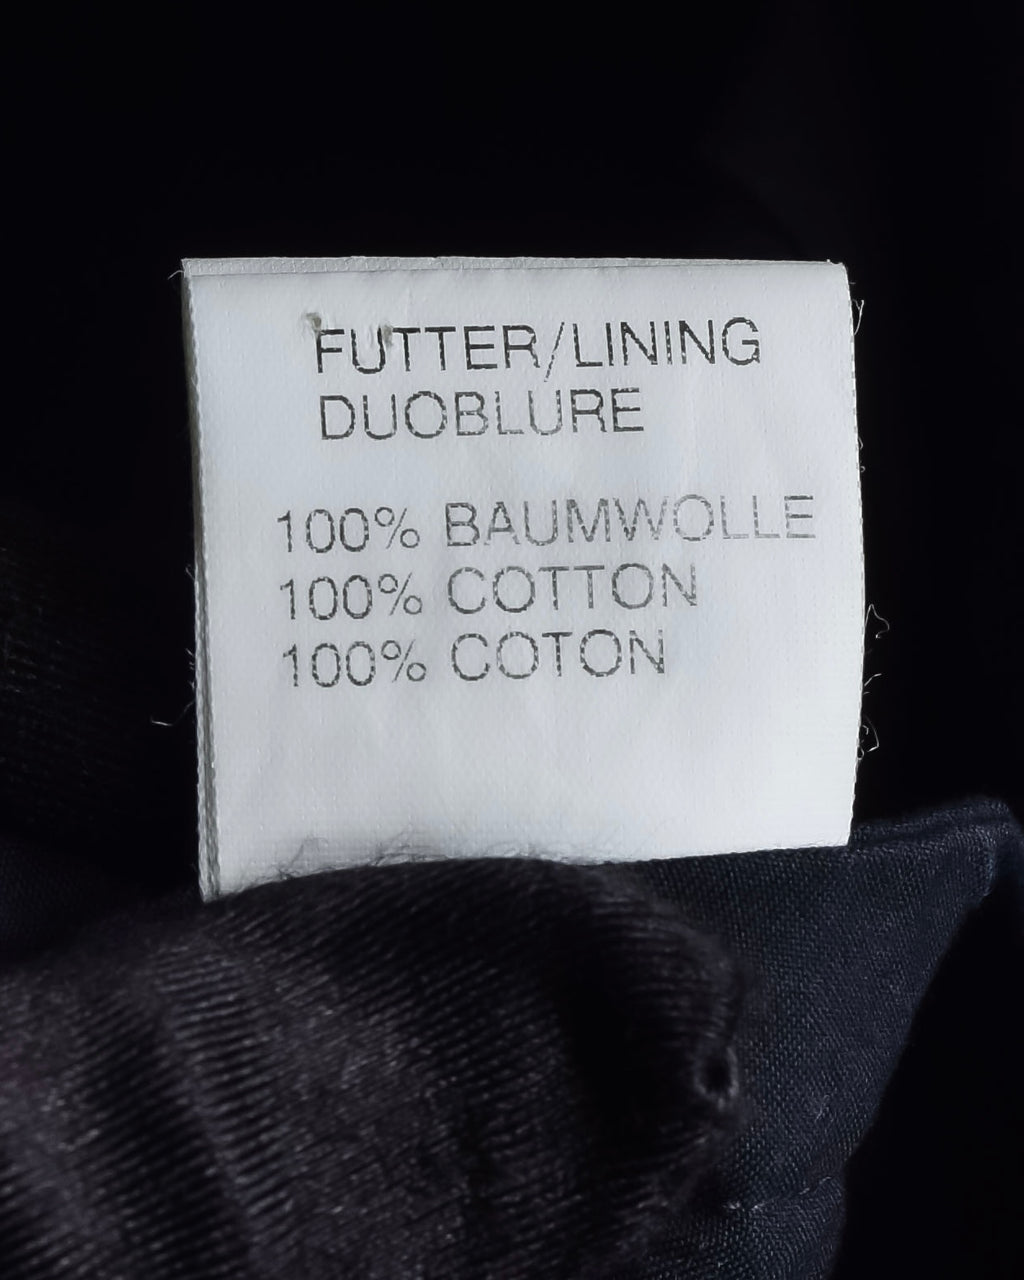 FUTTER/LINING
DUOBLURE
100% BAUMWOLLE
100% COTTON
100% COTON